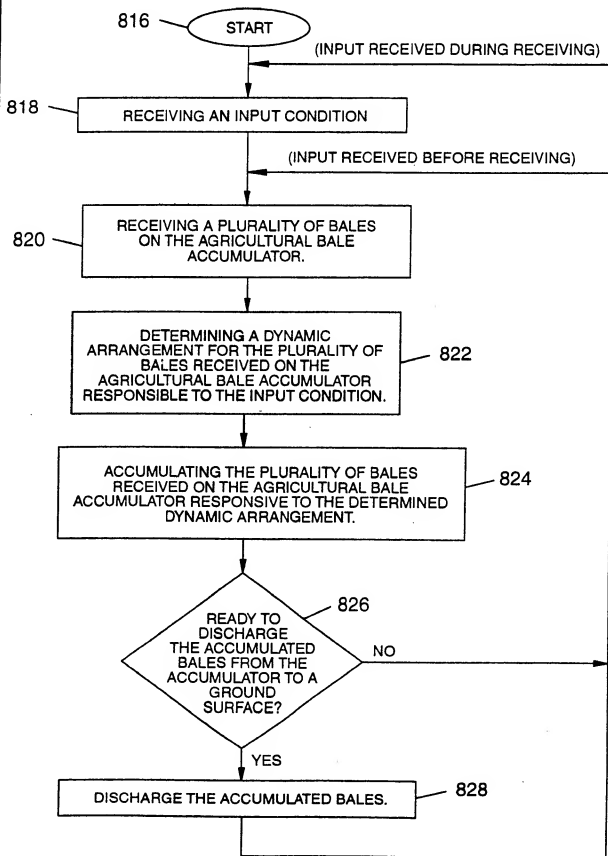 816
START
(INPUT RECEIVED DURING RECEIVING)
818
RECEIVING AN INPUT CONDITION
(INPUT RECEIVED BEFORE RECEIVING)
820
RECEIVING A PLURALITY OF BALES
ON THE AGRICULTURAL BALE
ACCUMULATOR.
DETERMINING A DYNAMIC
ARRANGEMENT FOR THE PLURALITY OF
BALES RECEIVED ON THE
AGRICULTURAL BALE ACCUMULATOR
RESPONSIBLE TO THE INPUT CONDITION.
822
ACCUMULATING THE PLURALITY OF BALES
RECEIVED ON THE AGRICULTURAL BALE
ACCUMULATOR RESPONSIVE TO THE DETERMINED
DYNAMIC ARRANGEMENT.
824
826
READY TO
DISCHARGE
THE ACCUMULATED
BALES FROM THE
ACCUMULATOR TO A
GROUND
SURFACE?
NO
YES
DISCHARGE THE ACCUMULATED BALES.
828